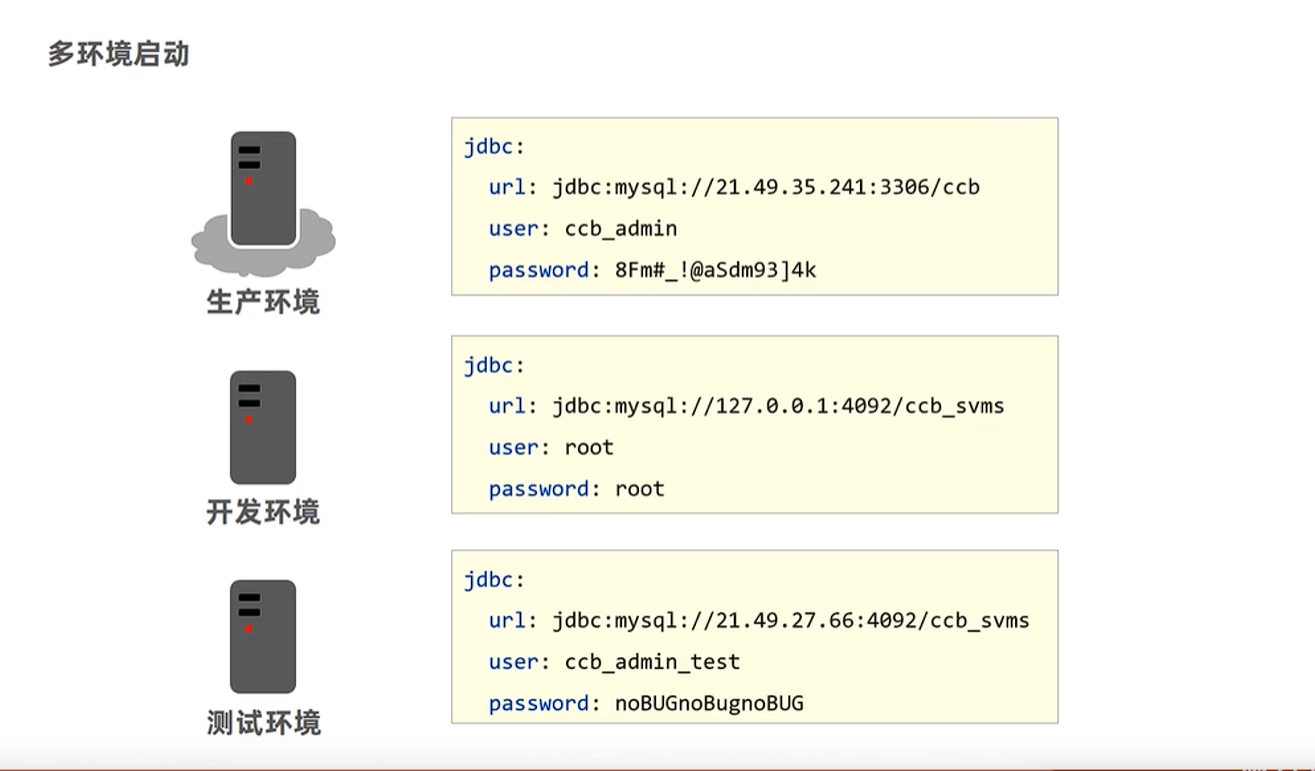 多环境启动
jdbc:
url: jdbc:mysql://21.49.35.241:3306/ccb
user: ccb_admin
password: 8Fm#_!@aSdm93]4k
生产环境
jdbc:
url: jdbc:mysql://127.0.0.1:4092/ccb_svms
user: root
password: root
开发环境
jdbc:
url: jdbc:mysql://21.49.27.66:4092/ccb_svms
user: ccb_admin_test
password: noBUGnoBugnoBUG
测试环境